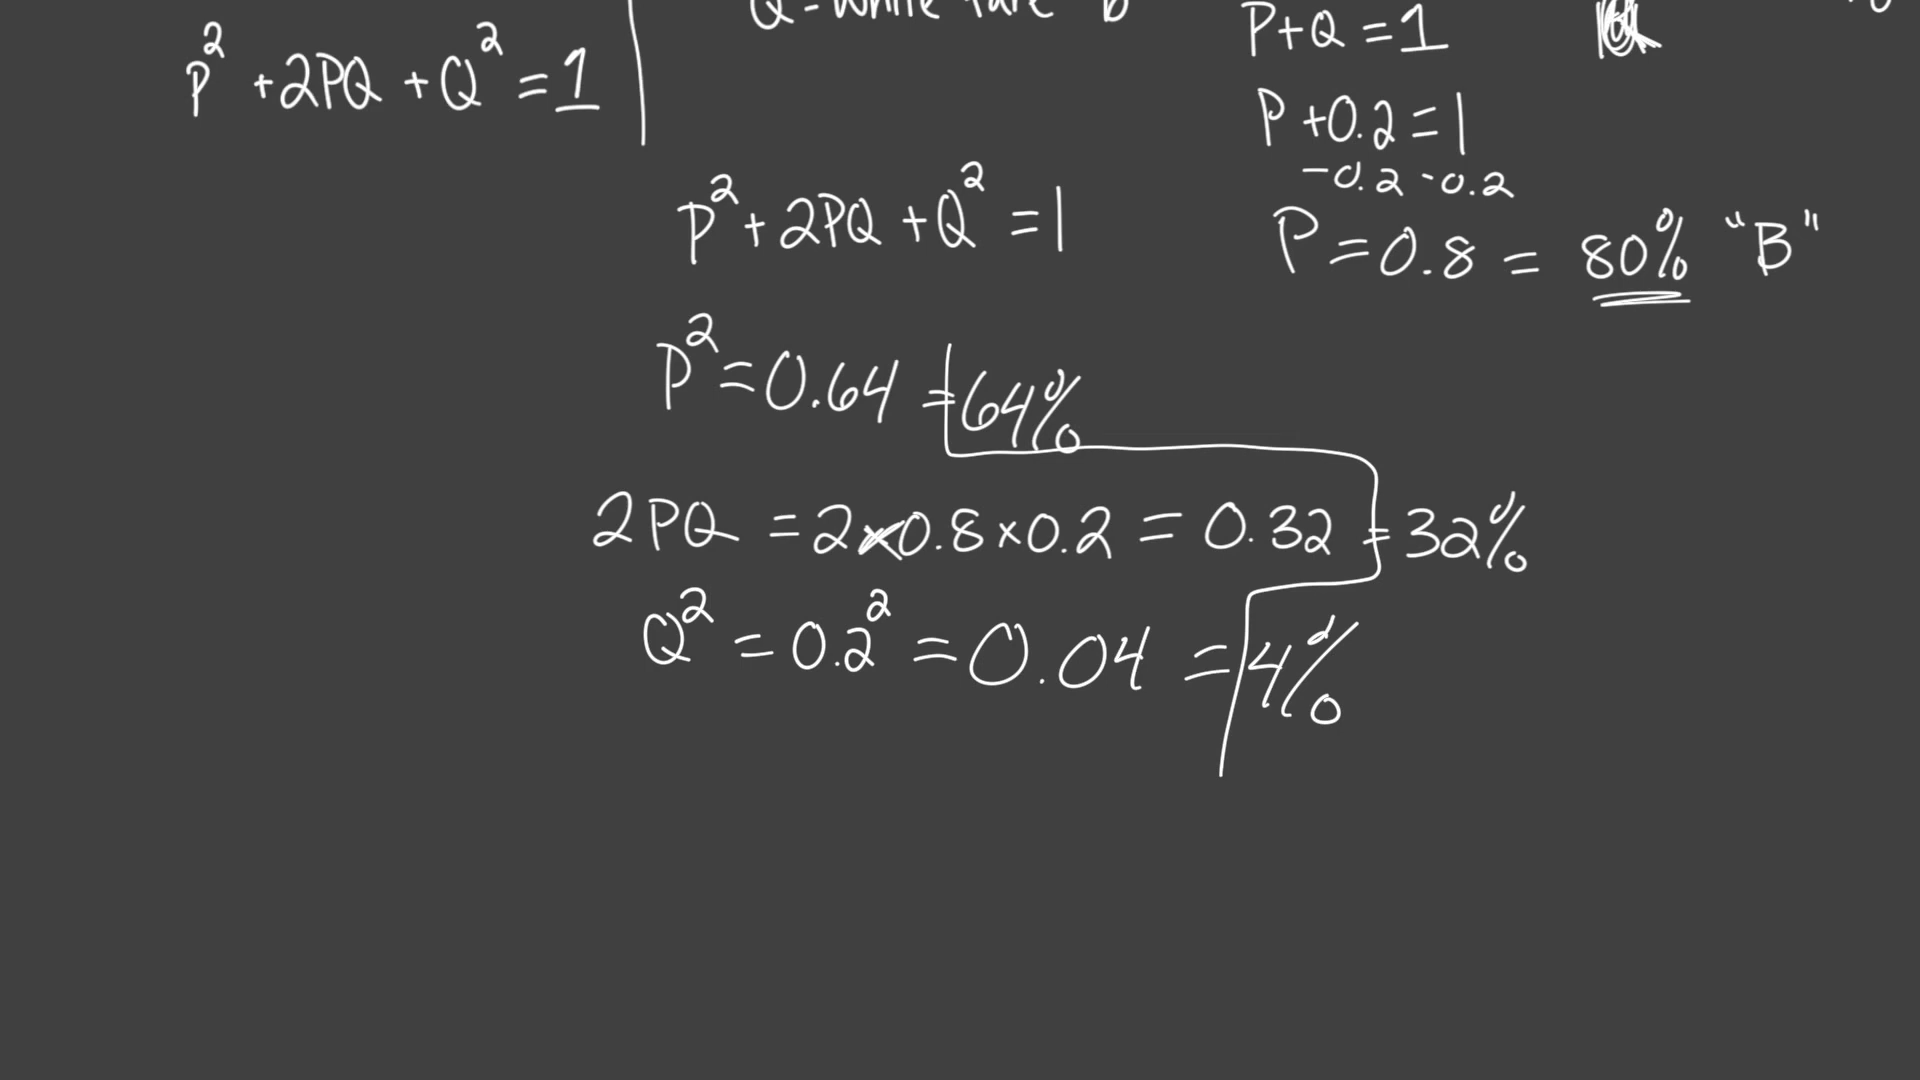 P² + 2PQ + Q² = 1
Q - White
P + Q = 1
P + 0.2 = 1
- 0.2 - 0.2
P = 0.8 = 80% "B"
P² + 2PQ + Q² = 1
P² = 0.64 = 64%
2PQ = 2 x 0.8 x 0.2 = 0.32 = 32%
Q² = 0.2² = 0.04 = 4%